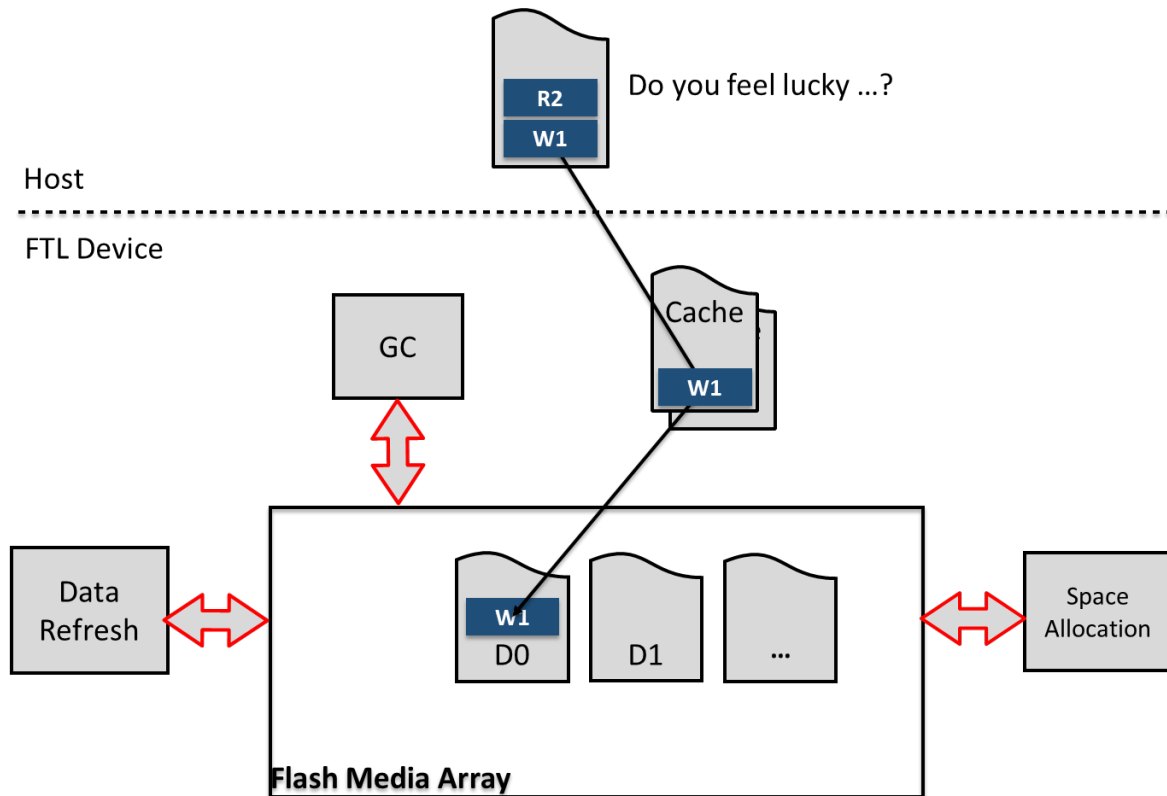 Do you feel lucky ...?
R2
W1
Host
FTL Device
Cache
W1
GC
Data
Refresh
W1
D0
D1
...
Space
Allocation
Flash Media Array